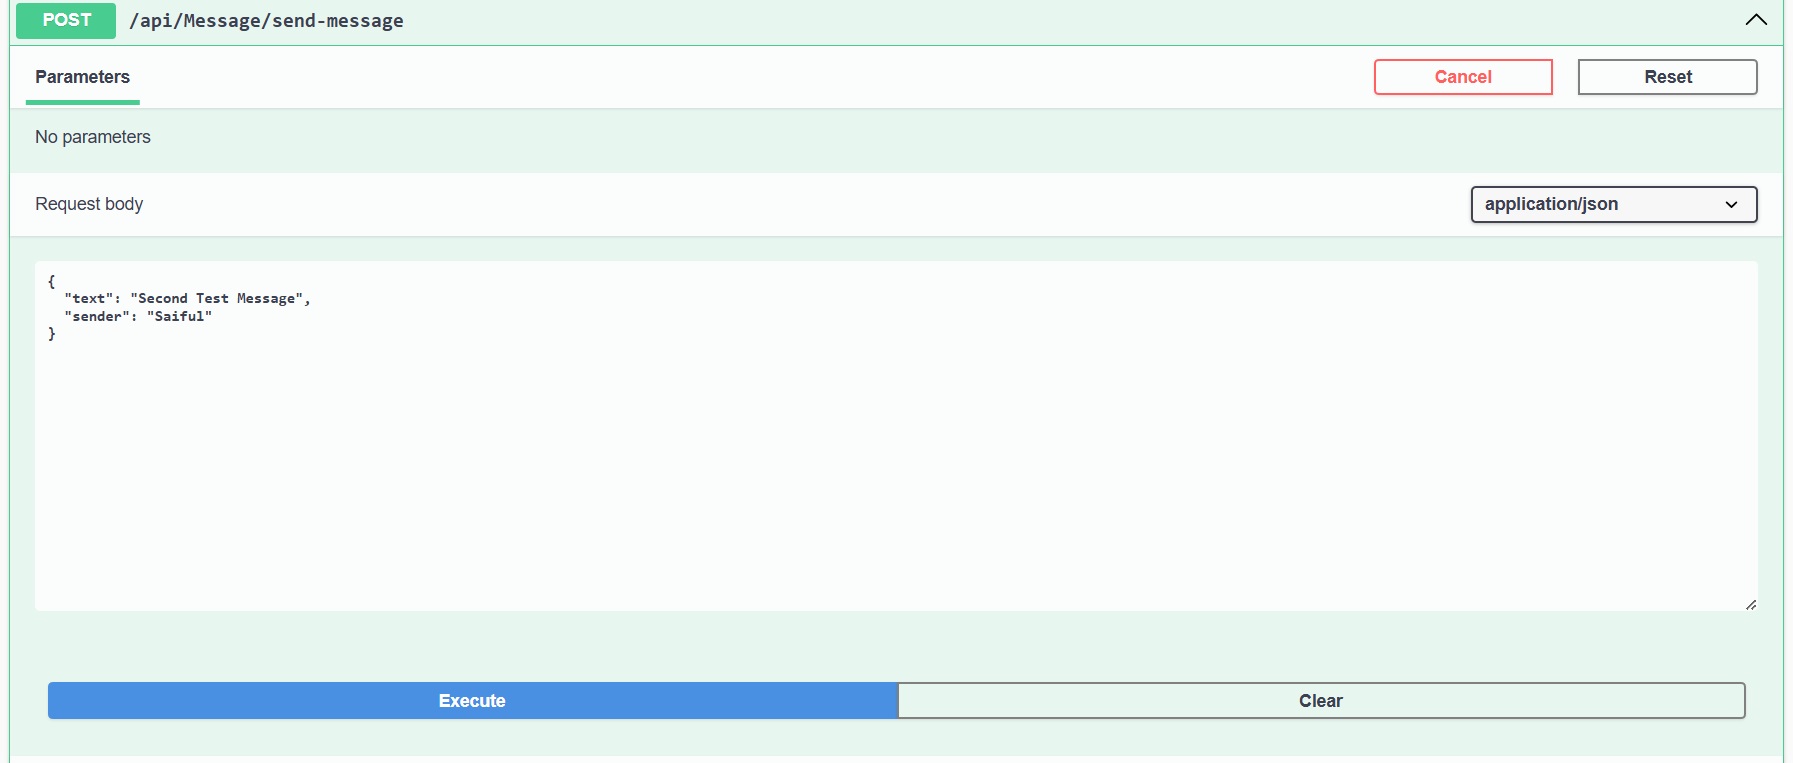 POST /api/Message/send-message
Parameters
Cancel
Reset
No parameters
Request body
application/json
{
  "text": "Second Test Message",
  "sender": "Saiful"
}
Execute
Clear